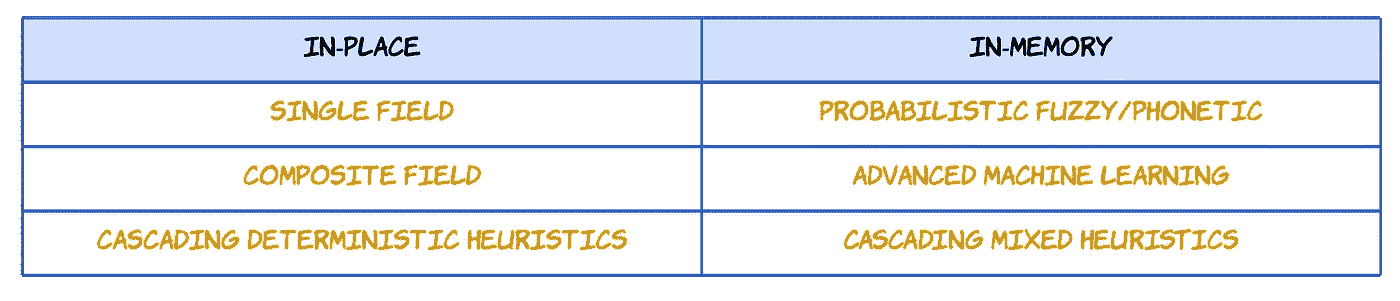 IN-PLACE
IN-MEMORY
SINGLE FIELD
PROBABILISTIC FUZZY/PHONETIC
COMPOSITE FIELD
ADVANCED MACHINE LEARNING
CASCADING DETERMINISTIC HEURISTICS
CASCADING MIXED HEURISTICS